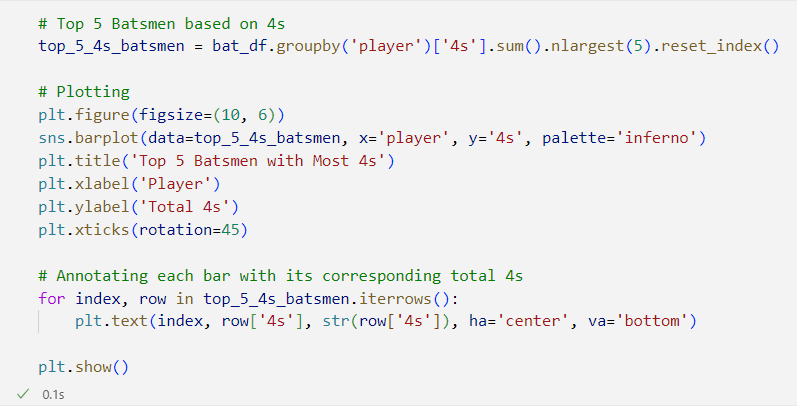 # Top 5 Batsmen based on 4s
top_5_4s_batsmen = bat_df.groupby('player')['4s'].sum().nlargest(5).reset_index()
# Plotting
plt.figure(figsize=(10, 6))
sns.barplot(data=top_5_4s_batsmen, x='player', y='4s', palette='inferno')
plt.title('Top 5 Batsmen with Most 4s')
plt.xlabel('Player')
plt.ylabel('Total 4s')
plt.xticks(rotation=45)
# Annotating each bar with its corresponding total 4s
for index, row in top_5_4s_batsmen.iterrows():
    plt.text(index, row['4s'], str(row['4s']), ha='center', va='bottom')
plt.show()
0.1s